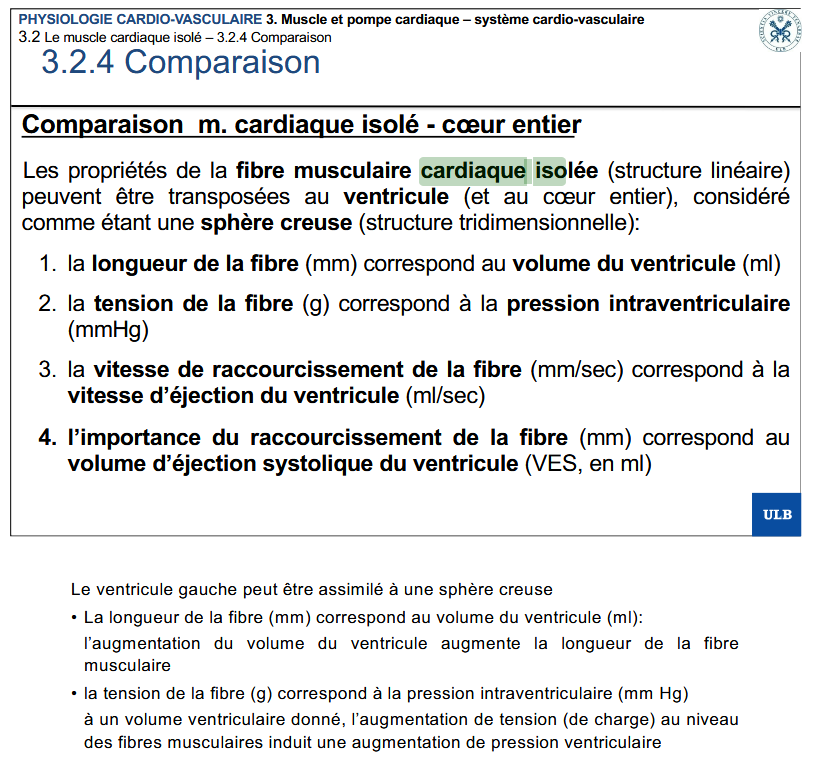 PHYSIOLOGIE CARDIO-VASCULAIRE 3. Muscle et pompe cardiaque – système cardio-vasculaire
3.2 Le muscle cardiaque isolé – 3.2.4 Comparaison
3.2.4 Comparaison
Comparaison m. cardiaque isolé - cœur entier
Les propriétés de la fibre musculaire cardiaque isolée (structure linéaire)
peuvent être transposées au ventricule (et au cœur entier), considéré
comme étant une sphère creuse (structure tridimensionnelle):
1. la longueur de la fibre (mm) correspond au volume du ventricule (ml)
2. la tension de la fibre (g) correspond à la pression intraventriculaire
(mmHg)
3. la vitesse de raccourcissement de la fibre (mm/sec) correspond à la
vitesse d’éjection du ventricule (ml/sec)
4. l’importance du raccourcissement de la fibre (mm) correspond au
volume d’éjection systolique du ventricule (VES, en ml)
ULB
Le ventricule gauche peut être assimilé à une sphère creuse
• La longueur de la fibre (mm) correspond au volume du ventricule (ml):
l’augmentation du volume du ventricule augmente la longueur de la fibre
musculaire
• la tension de la fibre (g) correspond à la pression intraventriculaire (mm Hg)
à un volume ventriculaire donné, l’augmentation de tension (de charge) au niveau
des fibres musculaires induit une augmentation de pression ventriculaire